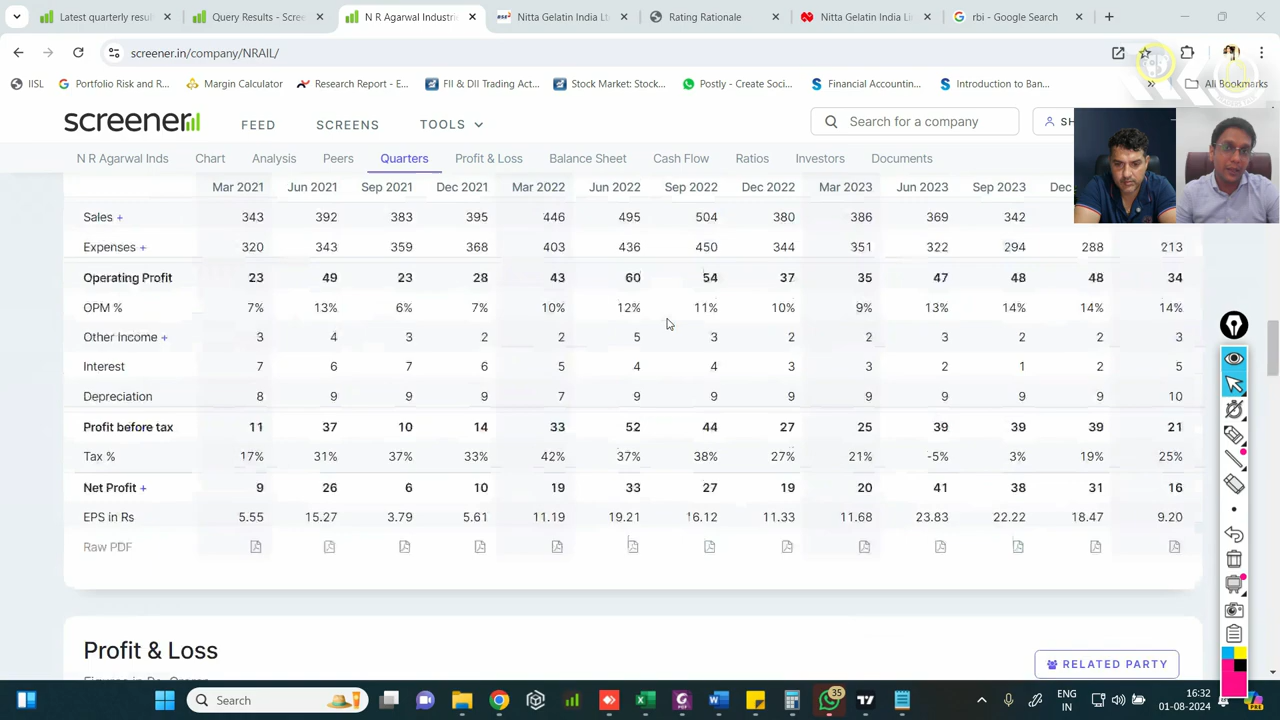 Latest quarterly resul
Query Results - Scree
N R Agarwal Industri
Nitta Gelatin India Lt
Rating Rationale
Nitta Gelatin India Li
rbi - Google Search
screener.in/company/NRAIL/
IISL
Portfolio Risk and R...
Margin Calculator
Research Report - E...
FII & DII Trading Act...
Stock Market: Stock...
Postly - Create Soci...
Financial Accountin...
Introduction to Ban...
All Bookmarks
screener
FEED
SCREENS
TOOLS
Search for a company
SH
N R Agarwal Inds
Chart
Analysis
Peers
Quarters
Profit & Loss
Balance Sheet
Cash Flow
Ratios
Investors
Documents
Mar 2021 Jun 2021 Sep 2021 Dec 2021 Mar 2022 Jun 2022 Sep 2022 Dec 2022 Mar 2023 Jun 2023 Sep 2023 De
Sales + 343 392 383 395 446 495 504 380 386 369 342
Expenses + 320 343 359 368 403 436 450 344 351 322 294 288 213
Operating Profit 23 49 23 28 43 60 54 37 35 47 48 48 34
OPM % 7% 13% 6% 7% 10% 12% 11% 10% 9% 13% 14% 14% 14%
Other Income + 3 4 3 2 2 5 3 2 2 3 2 2 3
Interest 7 6 7 6 5 4 4 3 3 2 1 2 5
Depreciation 8 9 9 9 7 9 9 9 9 9 9 9 10
Profit before tax 11 37 10 14 33 52 44 27 25 39 39 39 21
Tax % 17% 31% 37% 33% 42% 37% 38% 27% 21% -5% 3% 19% 25%
Net Profit + 9 26 6 10 19 33 27 19 20 41 38 31 16
EPS in Rs 5.55 15.27 3.79 5.61 11.19 19.21 16.12 11.33 11.68 23.83 22.22 18.47 9.20
Raw PDF
Profit & Loss
RELATED PARTY
Search
35
ENG
IN
16:32
01-08-2024